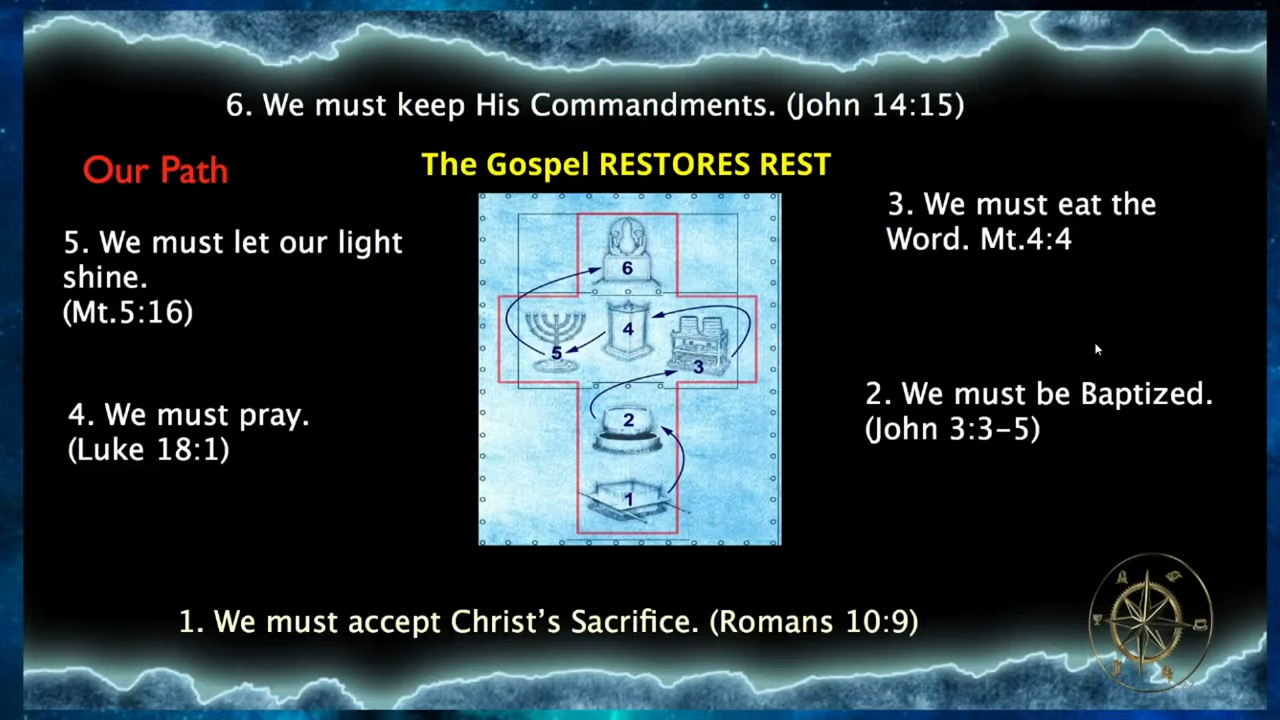 6. We must keep His Commandments. (John 14:15)
Our Path
The Gospel RESTORES REST
5. We must let our light
shine.
(Mt.5:16)
4. We must pray.
(Luke 18:1)
6
4
5
3
2
1
3. We must eat the
Word. Mt.4:4
2. We must be Baptized.
(John 3:3-5)
1. We must accept Christ’s Sacrifice. (Romans 10:9)